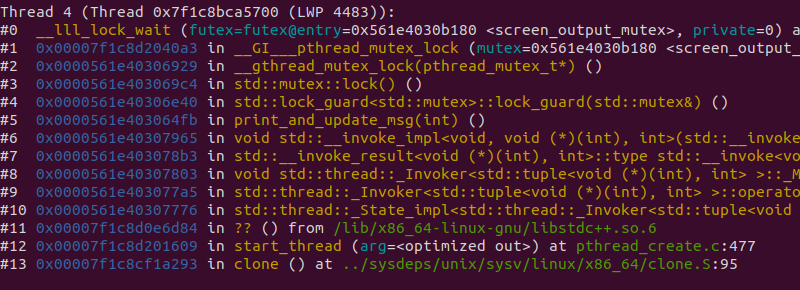 Thread 4 (Thread 0x7f1c8bca5700 (LWP 4483)):
#0  __lll_lock_wait (futex=futex@entry=0x561e4030b180 <screen_output_mutex>, private=0) a
#1  0x00007f1c8d2040a3 in __GI___pthread_mutex_lock (mutex=0x561e4030b180 <screen_output_
#2  0x0000561e40306929 in __gthread_mutex_lock(pthread_mutex_t*) ()
#3  0x0000561e403069c4 in std::mutex::lock() ()
#4  0x0000561e40306e40 in std::lock_guard<std::mutex>::lock_guard(std::mutex&) ()
#5  0x0000561e403064fb in print_and_update_msg(int) ()
#6  0x0000561e40307965 in void std::__invoke_impl<void, void (*)(int), int>(std::__invoke
#7  0x0000561e403078b3 in std::__invoke_result<void (*)(int), int>::type std::__invoke<vo
#8  0x0000561e40307803 in void std::thread::_Invoker<std::tuple<void (*)(int), int> >::_M
#9  0x0000561e403077a5 in std::thread::_Invoker<std::tuple<void (*)(int), int> >::operato
#10 0x0000561e40307776 in std::thread::_State_impl<std::thread::_Invoker<std::tuple<void
#11 0x00007f1c8d0e6d84 in ?? () from /lib/x86_64-linux-gnu/libstdc++.so.6
#12 0x00007f1c8d201609 in start_thread (arg=<optimized out>) at pthread_create.c:477
#13 0x00007f1c8cf1a293 in clone () at ../sysdeps/unix/sysv/linux/x86_64/clone.S:95